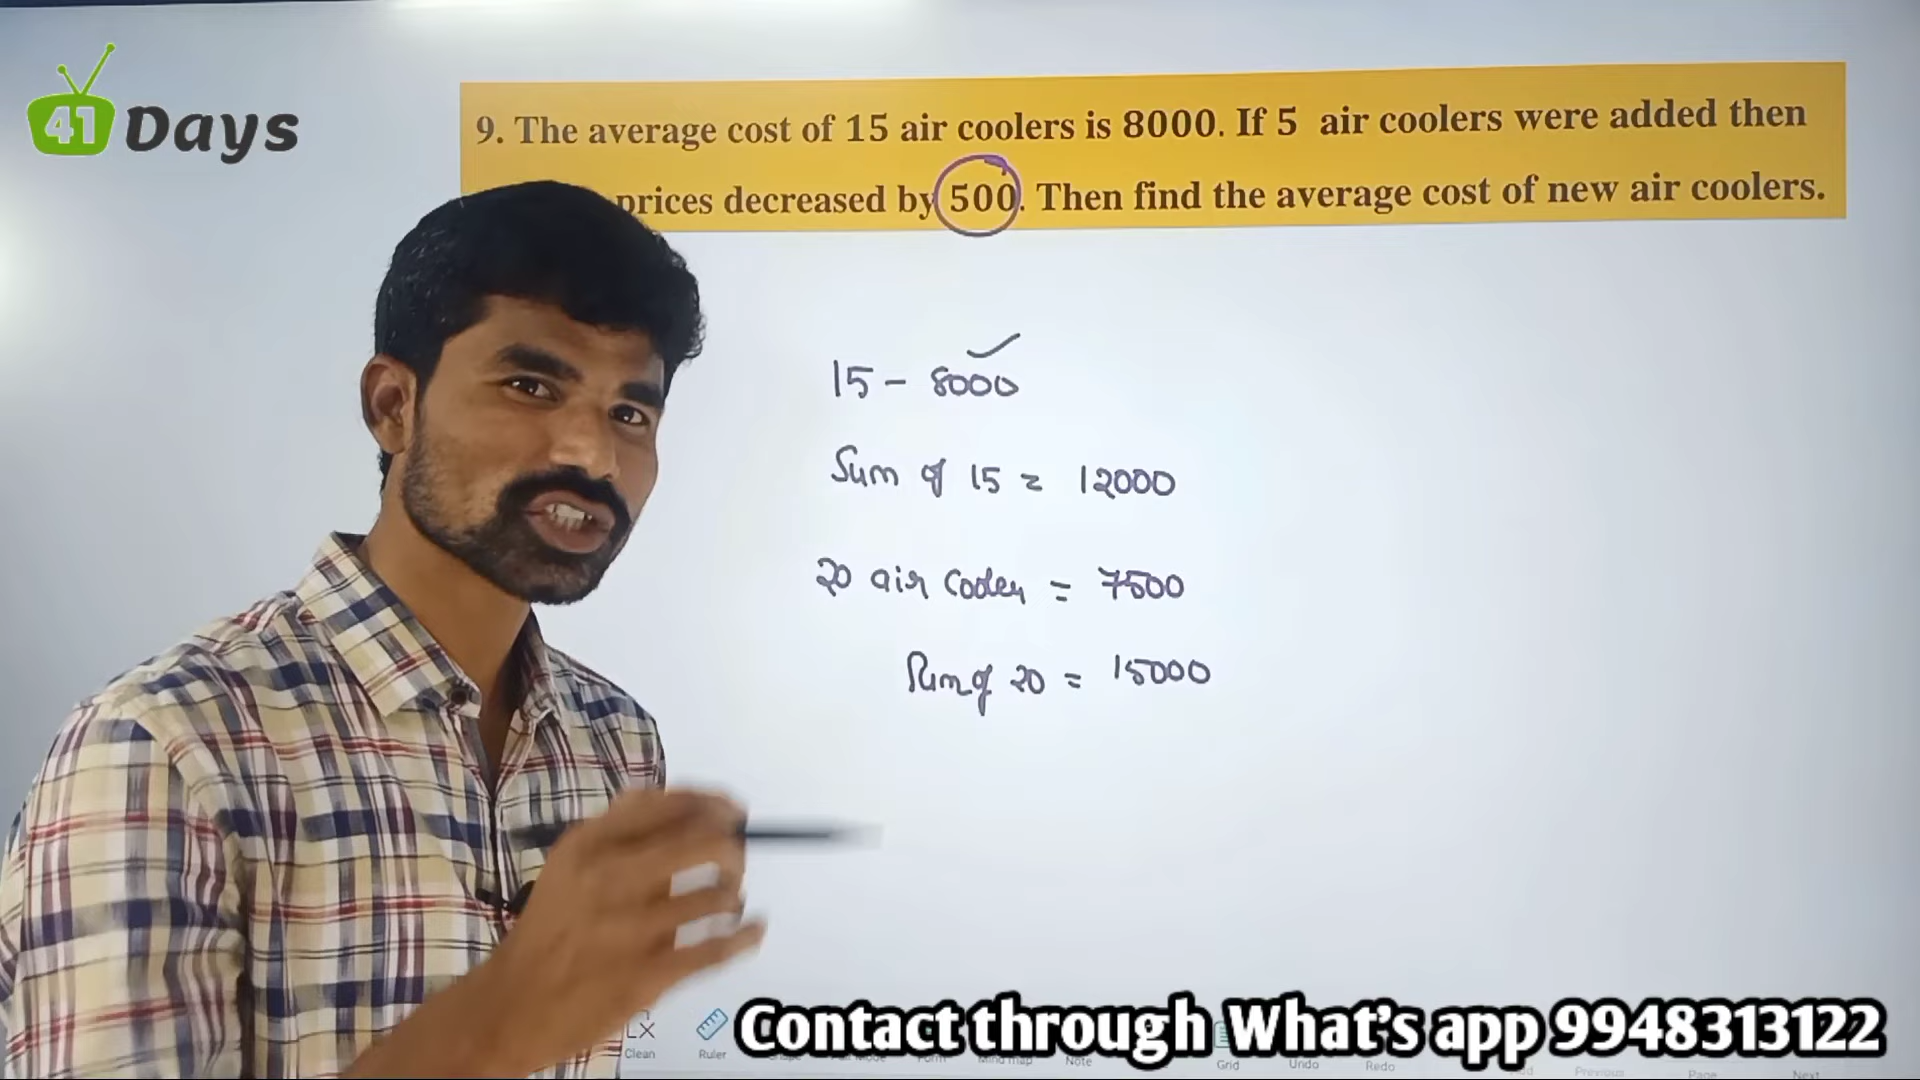 41 Days
9. The average cost of 15 air coolers is 8000. If 5 air coolers were added then
prices decreased by 500. Then find the average cost of new air coolers.
15 - 8000
Sum of 15 = 12000
20 air cooler = 7500
Sum of 20 = 15000
Contact through What's app 9948313122
Clean Ruler Note Grid Undo Redo Previous Page Next